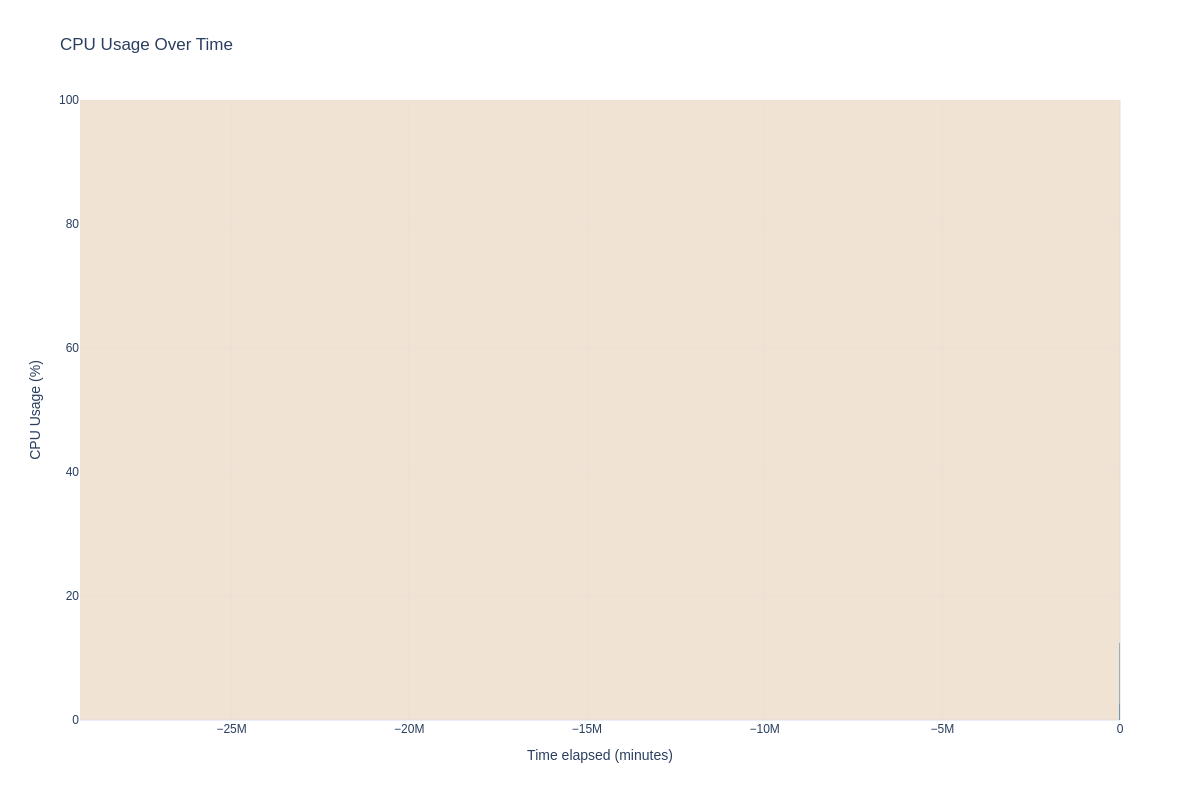 CPU Usage Over Time
100
80
60
40
20
0
CPU Usage (%)
−25M
−20M
−15M
−10M
−5M
0
Time elapsed (minutes)